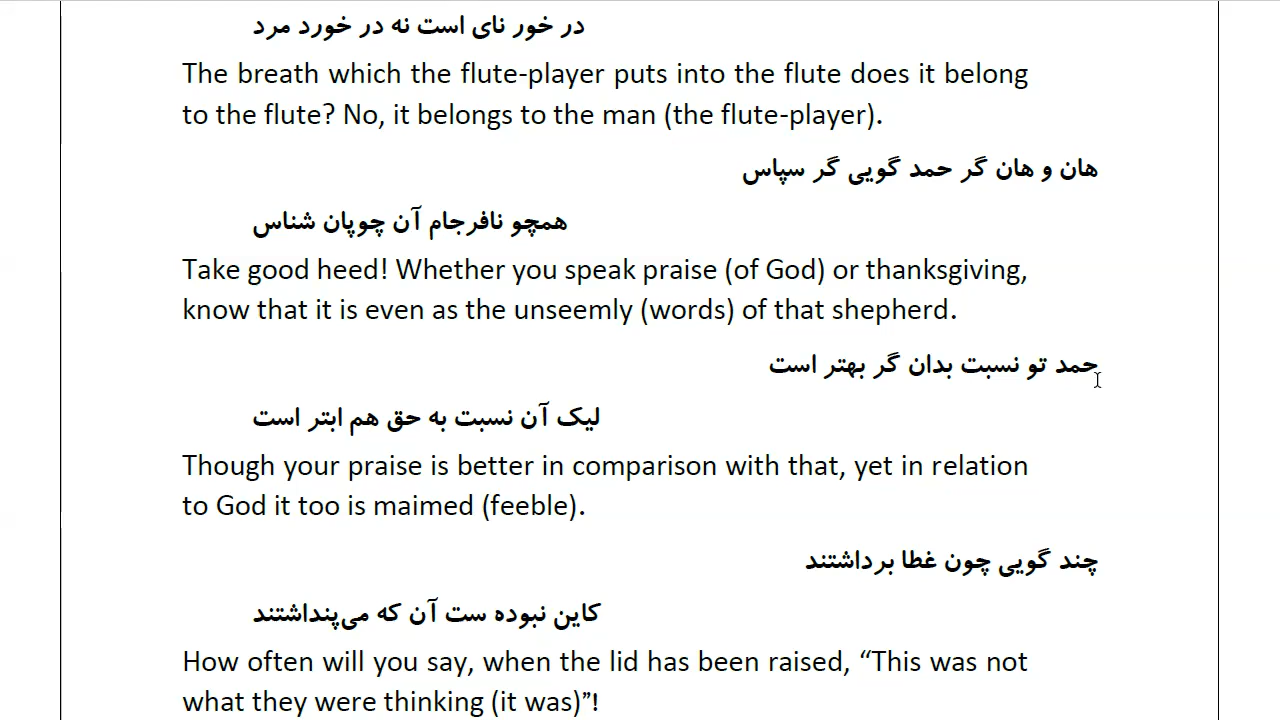 در خور نای است نه در خورد مرد
The breath which the flute-player puts into the flute does it belong
to the flute? No, it belongs to the man (the flute-player).
هان و هان گر حمد گویی گر سپاس
همچو نافرجام آن چوپان شناس
Take good heed! Whether you speak praise (of God) or thanksgiving,
know that it is even as the unseemly (words) of that shepherd.
حمد تو نسبت بدان گر بهتر است
لیک آن نسبت به حق هم ابتر است
Though your praise is better in comparison with that, yet in relation
to God it too is maimed (feeble).
چند گویی چون غطا برداشتند
کاین نبوده ست آن که می‌پنداشتند
How often will you say, when the lid has been raised, “This was not
what they were thinking (it was)”!